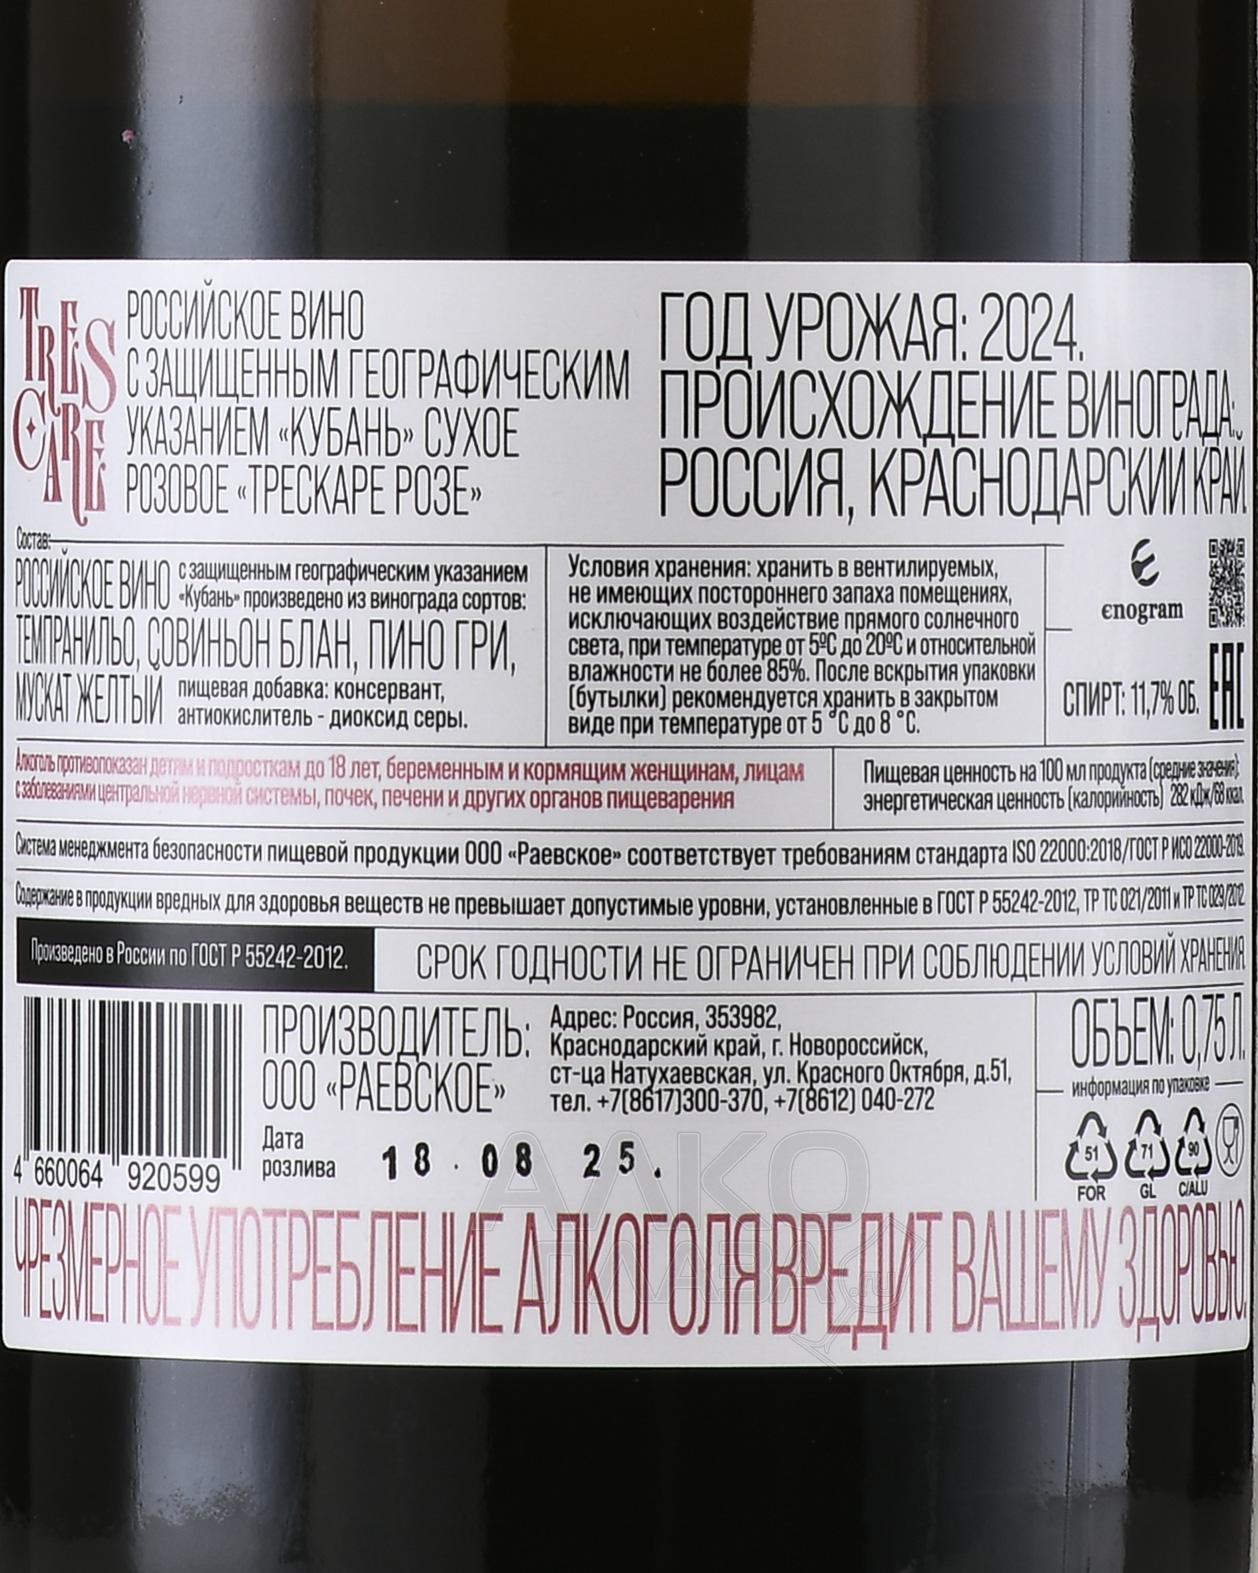 TRES
CARE
РОССИЙСКОЕ ВИНО
С ЗАЩИЩЕННЫМ ГЕОГРАФИЧЕСКИМ
УКАЗАНИЕМ «КУБАНЬ» СУХОЕ
РОЗОВОЕ «ТРЕСКАРЕ РОЗЕ»
ГОД УРОЖАЯ: 2024.
ПРОИСХОЖДЕНИЕ ВИНОГРАДА:
РОССИЯ, КРАСНОДАРСКИЙ КРАЙ
Состав:
РОССИЙСКОЕ ВИНО с защищенным географическим указанием
«Кубань» произведено из винограда сортов:
ТЕМПРАНИЛЬО, СОВИНЬОН БЛАН, ПИНО ГРИ,
МУСКАТ ЖЕЛТЫЙ пищевая добавка: консервант,
антиокислитель - диоксид серы.
Условия хранения: хранить в вентилируемых,
не имеющих постороннего запаха помещениях,
исключающих воздействие прямого солнечного
света, при температуре от 5ºС до 20ºС и относительной
влажности не более 85%. После вскрытия упаковки
(бутылки) рекомендуется хранить в закрытом
виде при температуре от 5 °С до 8 °С.
enogram
СПИРТ: 11,7% ОБ.
EAC
Алкоголь противопоказан детям и подросткам до 18 лет, беременным и кормящим женщинам, лицам
с заболеваниями центральной нервной системы, почек, печени и других органов пищеварения
Пищевая ценность на 100 мл продукта (средние значения):
энергетическая ценность (калорийность) 282 кДж/68 ккал.
Система менеджмента безопасности пищевой продукции ООО «Раевское» соответствует требованиям стандарта ISO 22000:2018/ГОСТ Р ИСО 22000-2019.
Содержание в продукции вредных для здоровья веществ не превышает допустимые уровни, установленные в ГОСТ Р 55242-2012, ТР ТС 021/2011 и ТР ТС 029/2012
Произведено в России по ГОСТ Р 55242-2012.
СРОК ГОДНОСТИ НЕ ОГРАНИЧЕН ПРИ СОБЛЮДЕНИИ УСЛОВИЙ ХРАНЕНИЯ
4 660064 920599
ПРОИЗВОДИТЕЛЬ:
ООО «РАЕВСКОЕ»
Адрес: Россия, 353982,
Краснодарский край, г. Новороссийск,
ст-ца Натухаевская, ул. Красного Октября, д.51,
тел. +7(8617)300-370, +7(8612) 040-272
Дата
розлива
18.08 25.
ОБЪЕМ: 0,75 Л.
информация по упаковке
51
FOR
71
GL
90
C/ALU
ЧРЕЗМЕРНОЕ УПОТРЕБЛЕНИЕ АЛКОГОЛЯ ВРЕДИТ ВАШЕМУ ЗДОРОВЬЮ.
АЛКО
ГЛАВА.ru